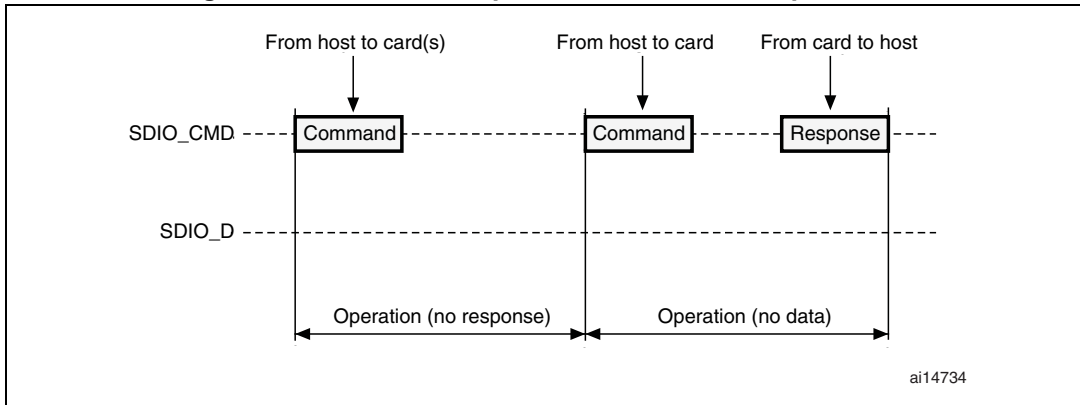 From host to card(s) From host to card From card to host
SDIO_CMD Command Command Response
SDIO_D
Operation (no response) Operation (no data)
ai14734